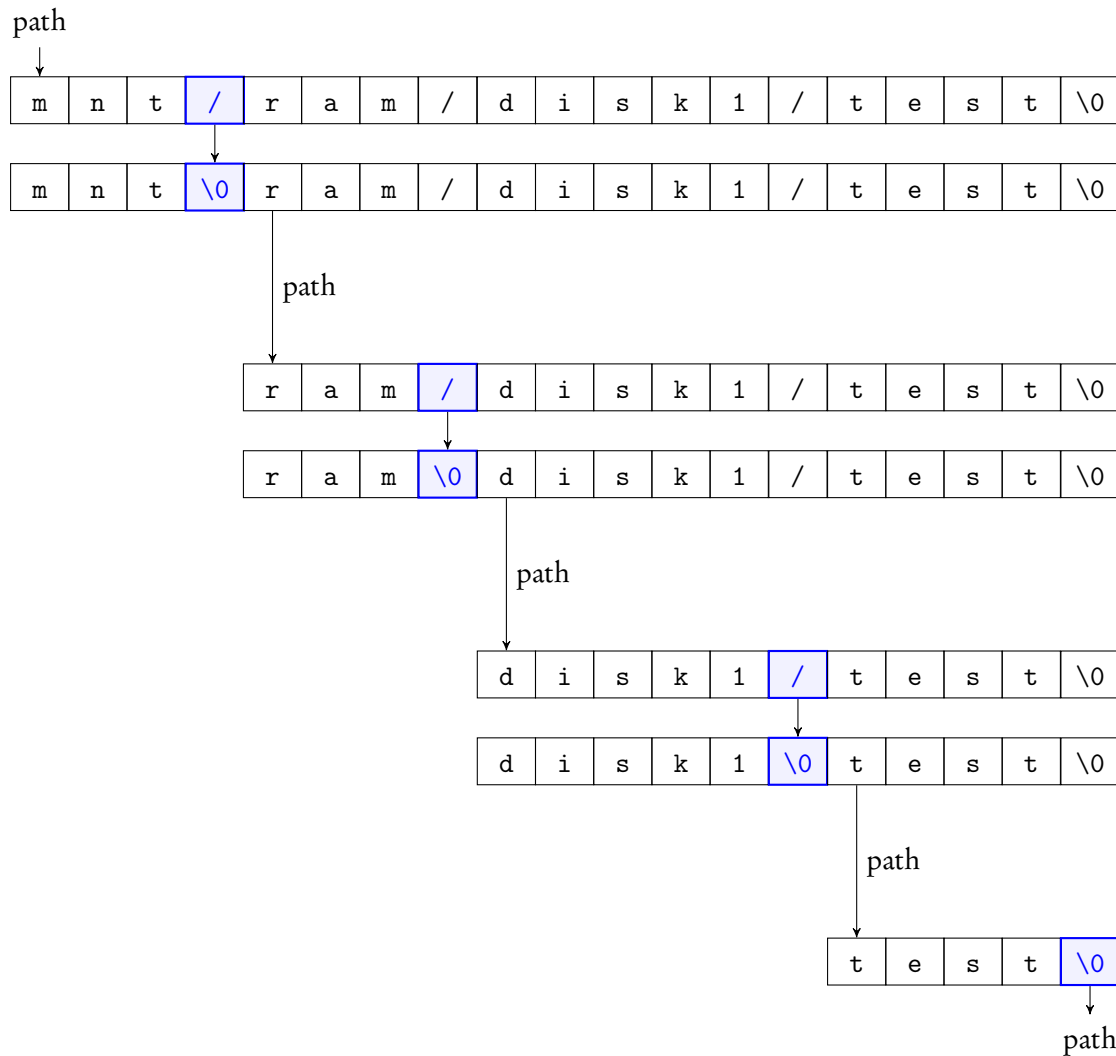 path
m n t / r a m / d i s k 1 / t e s t \0
m n t \0 r a m / d i s k 1 / t e s t \0
path
r a m / d i s k 1 / t e s t \0
r a m \0 d i s k 1 / t e s t \0
path
d i s k 1 / t e s t \0
d i s k 1 \0 t e s t \0
path
t e s t \0
path